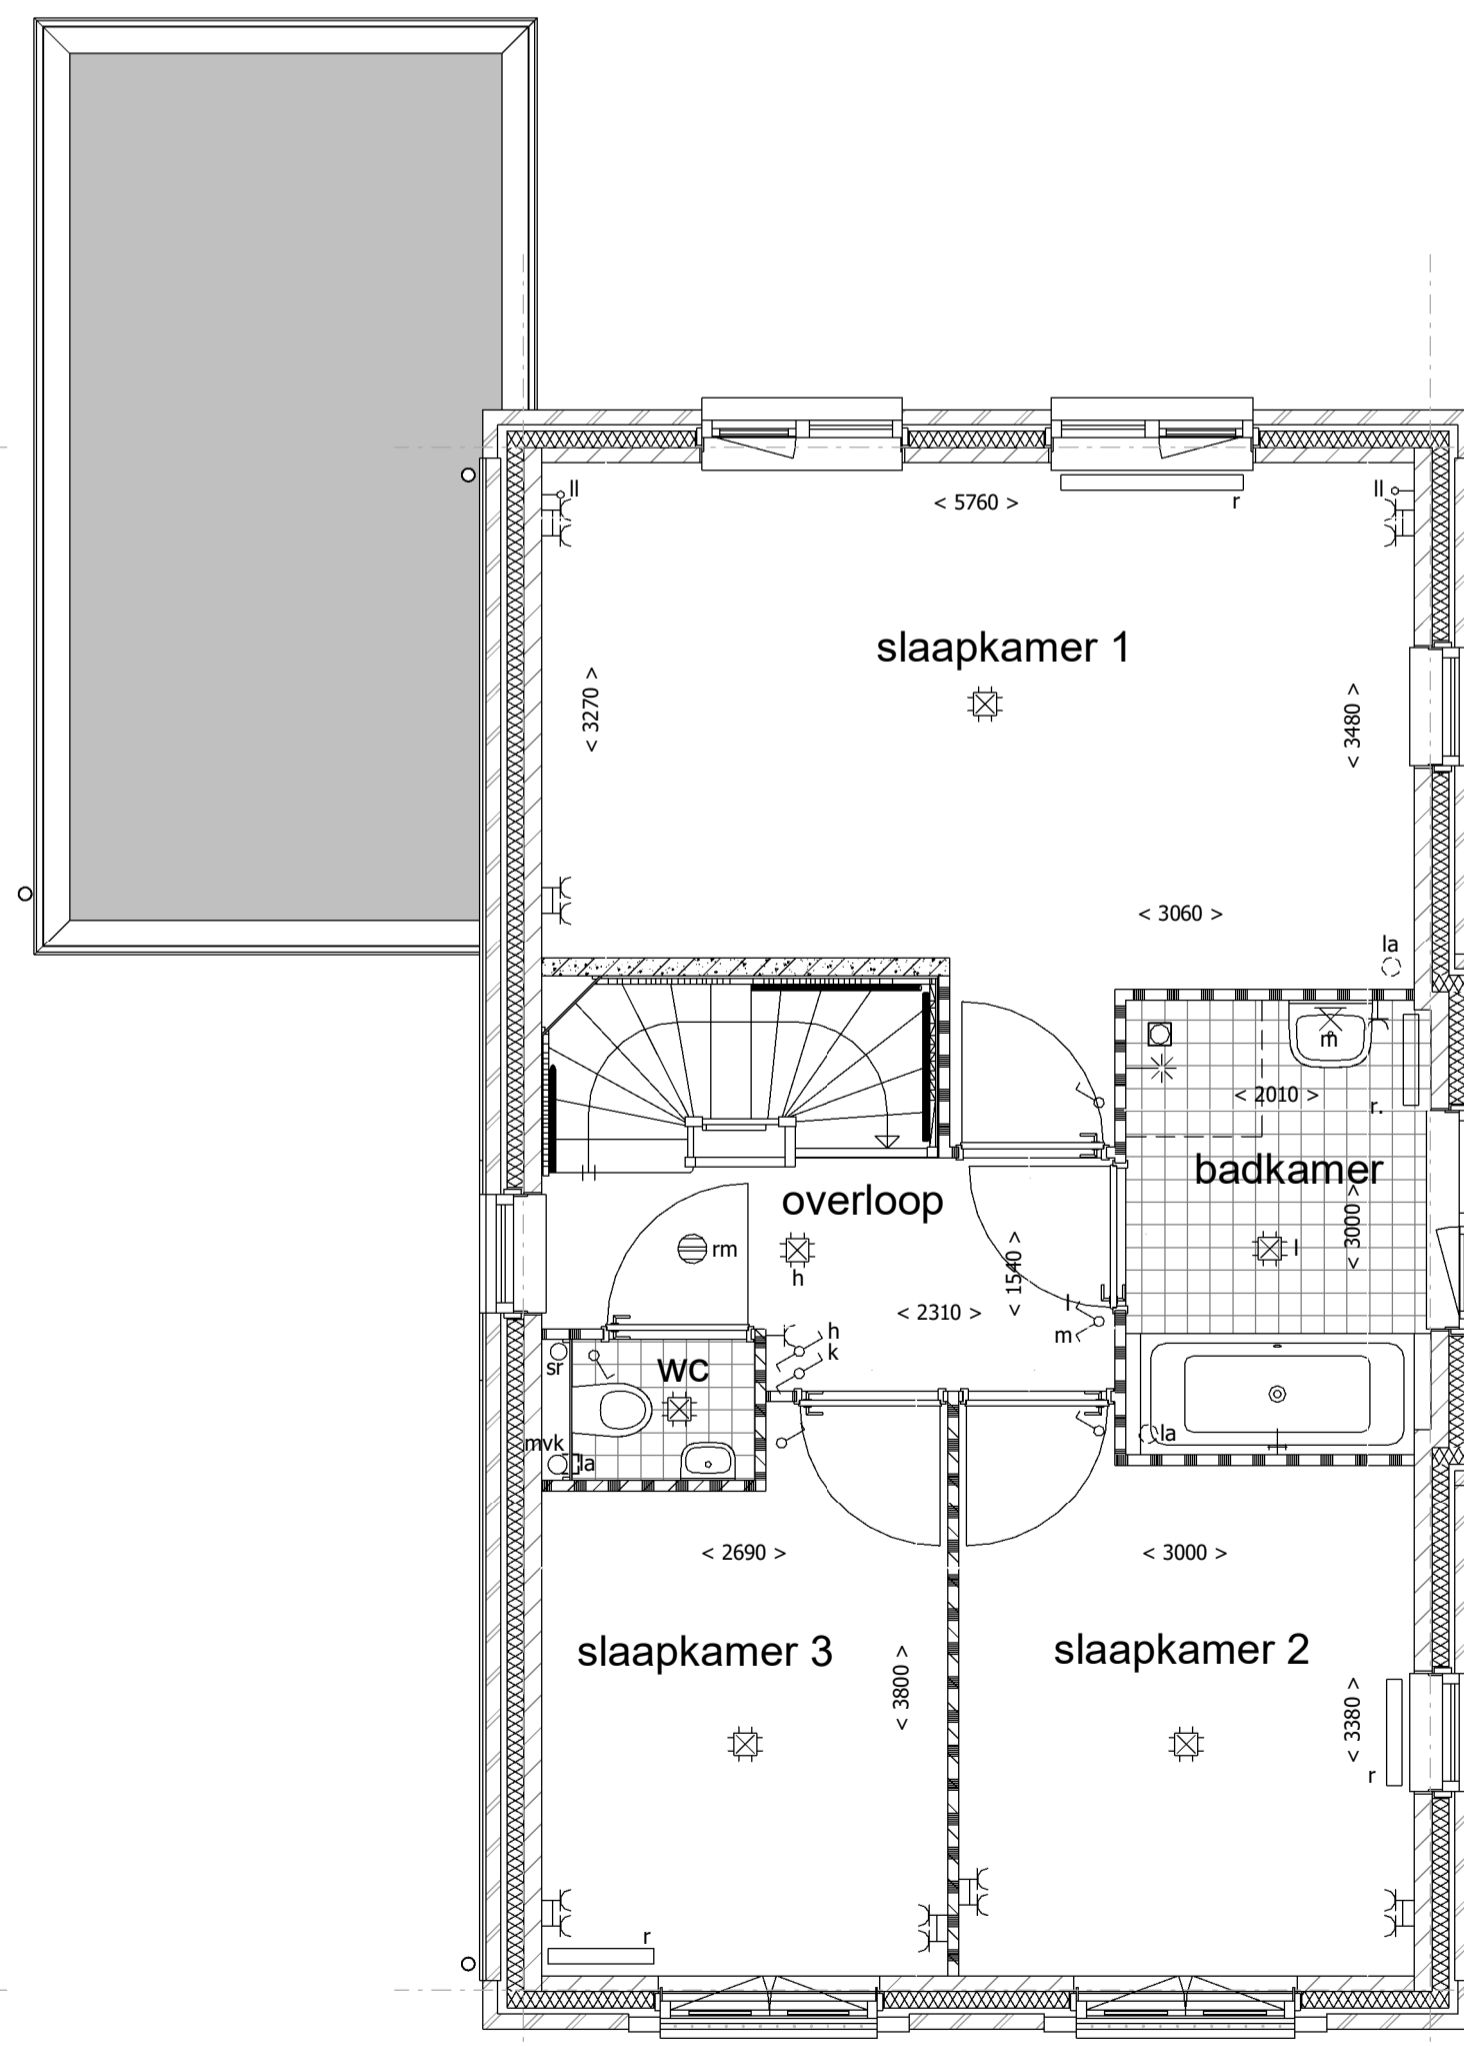 ll
< 5760 >
r
ll
slaapkamer 1
< 3270 >
< 3480 >
< 3060 >
la
m
< 2010 >
r.
badkamer
overloop
rm
h
< 1540 >
l
< 3000 >
l
m
< 2310 >
h
k
sr
wc
mvk
la
la
< 2690 >
< 3000 >
slaapkamer 3
slaapkamer 2
< 3800 >
< 3380 >
r
r